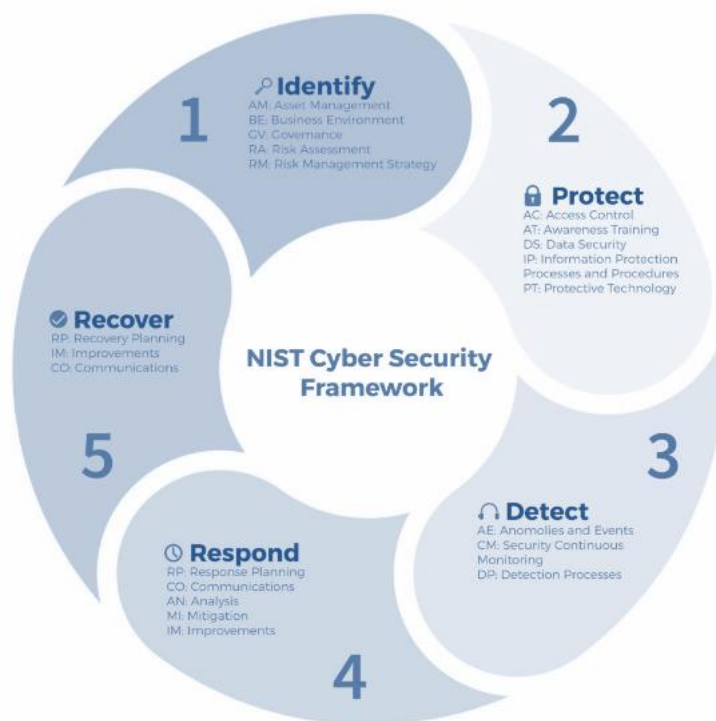 1
Identify
AM: Asset Management
BE: Business Environment
GV: Governance
RA: Risk Assessment
RM: Risk Management Strategy
2
Protect
AC: Access Control
AT: Awareness Training
DS: Data Security
IP: Information Protection
Processes and Procedures
PT: Protective Technology
3
Detect
AE: Anomolies and Events
CM: Security Continuous
Monitoring
DP: Detection Processes
4
Respond
RP: Response Planning
CO: Communications
AN: Analysis
MI: Mitigation
IM: Improvements
5
Recover
RP: Recovery Planning
IM: Improvements
CO: Communications
NIST Cyber Security
Framework